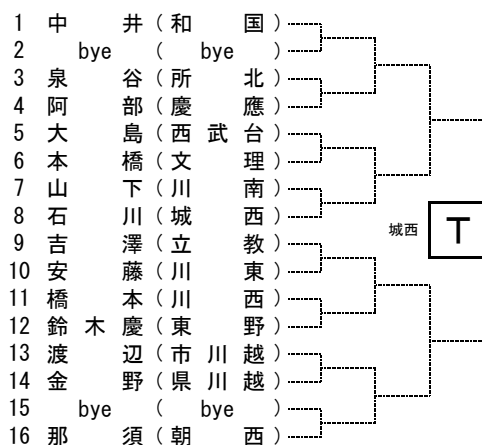 1 中井(和国)
2 bye ( bye )
3 泉谷(所北)
4 阿部(慶應)
5 大島(西武台)
6 本橋(文理)
7 山下(川南)
8 石川(城西)
城西 T
9 吉澤(立教)
10 安藤(川東)
11 橋本(川西)
12 鈴木慶(東野)
13 渡辺(市川越)
14 金野(県川越)
15 bye ( bye )
16 那須(朝西)